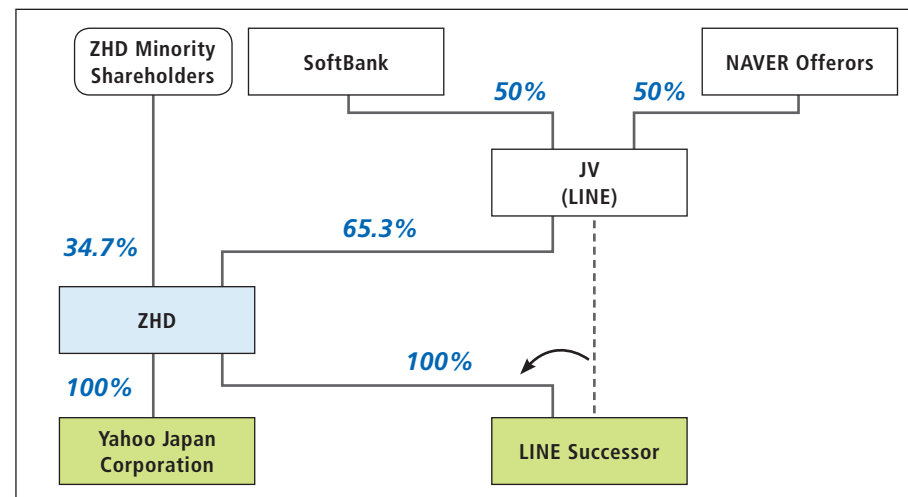 ZHD Minority
Shareholders
SoftBank
NAVER Offerors
50%
50%
JV
(LINE)
65.3%
34.7%
ZHD
100%
100%
Yahoo Japan
Corporation
LINE Successor